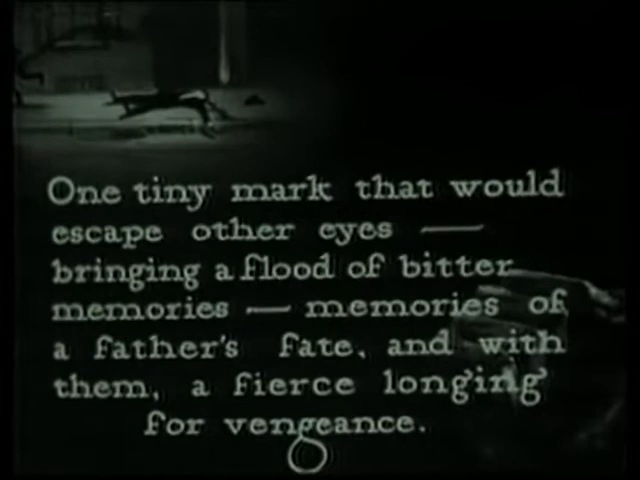 One tiny mark that would
escape other eyes —
bringing a flood of bitter
memories — memories of
a father's fate, and with
them, a fierce longing
for vengeance.